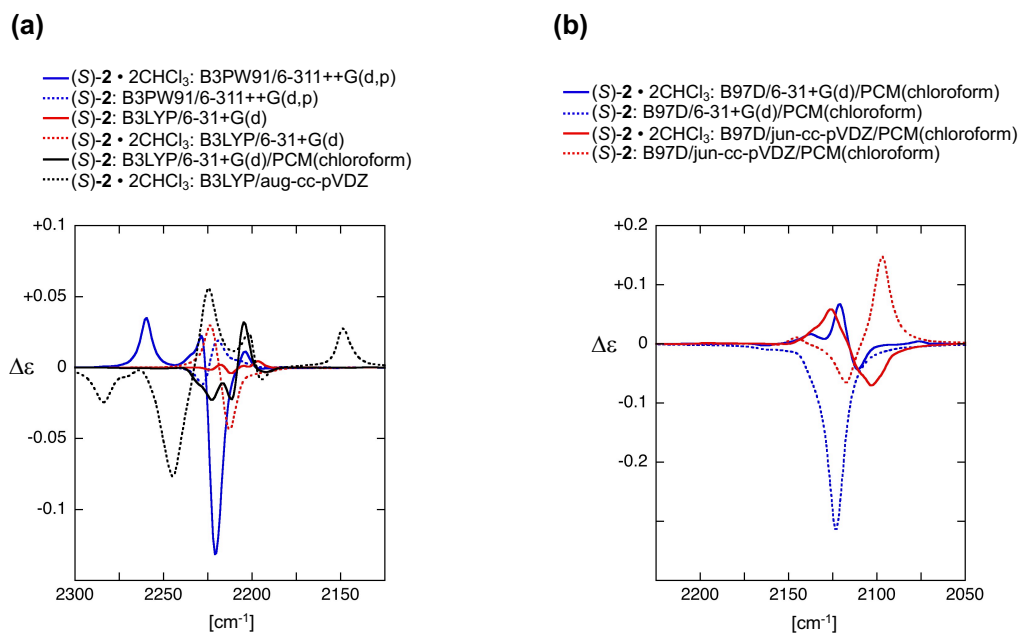 (a)
(S)-2 • 2CHCl₃: B3PW91/6-311++G(d,p)
(S)-2: B3PW91/6-311++G(d,p)
(S)-2: B3LYP/6-31+G(d)
(S)-2 • 2CHCl₃: B3LYP/6-31+G(d)
(S)-2: B3LYP/6-31+G(d)/PCM(chloroform)
(S)-2 • 2CHCl₃: B3LYP/aug-cc-pVDZ
+0.1
+0.05
0
-0.05
-0.1
Δε
2300
2250
2200
2150
[cm⁻¹]
(b)
(S)-2 • 2CHCl₃: B97D/6-31+G(d)/PCM(chloroform)
(S)-2: B97D/6-31+G(d)/PCM(chloroform)
(S)-2 • 2CHCl₃: B97D/jun-cc-pVDZ/PCM(chloroform)
(S)-2: B97D/jun-cc-pVDZ/PCM(chloroform)
+0.2
+0.1
0
-0.1
-0.2
Δε
2200
2150
2100
2050
[cm⁻¹]